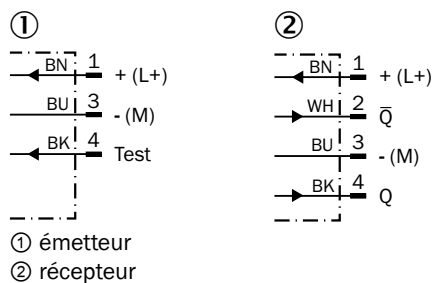 ① ②
BN 1 + (L+)
BU 3 - (M)
BK 4 Test
BN 1 + (L+)
WH 2 Q̅
BU 3 - (M)
BK 4 Q
① émetteur
② récepteur